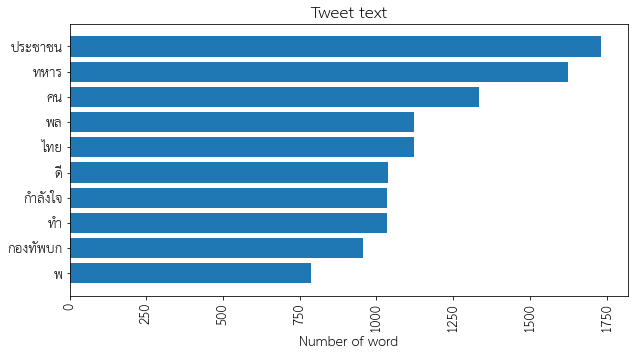 Tweet text
ประชาชน
ทหาร
คน
พล
ไทย
ดี
กำลังใจ
ทำ
กองทัพบก
พ
0
250
500
750
1000
1250
1500
1750
Number of word